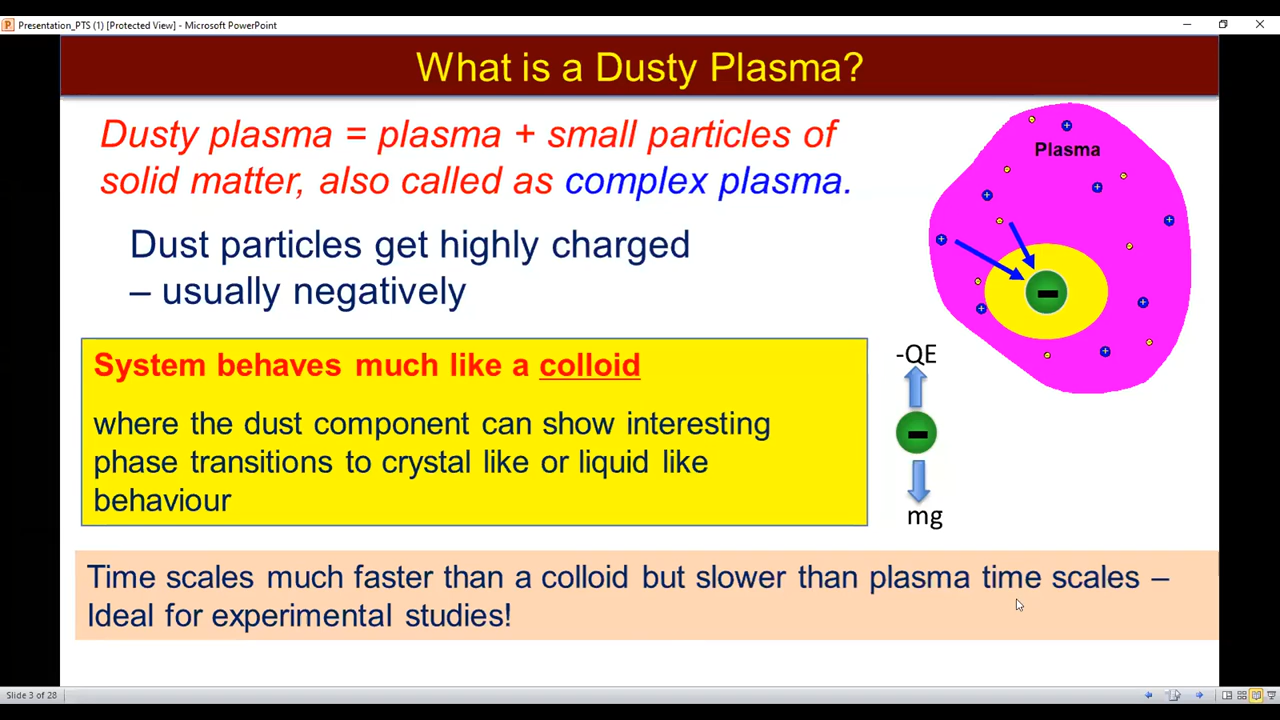 Presentation_PTS (1) [Protected View] - Microsoft PowerPoint
What is a Dusty Plasma?
Dusty plasma = plasma + small particles of
solid matter, also called as complex plasma.
Dust particles get highly charged
– usually negatively
Plasma
System behaves much like a colloid
where the dust component can show interesting
phase transitions to crystal like or liquid like
behaviour
-QE
mg
Time scales much faster than a colloid but slower than plasma time scales –
Ideal for experimental studies!
Slide 3 of 28